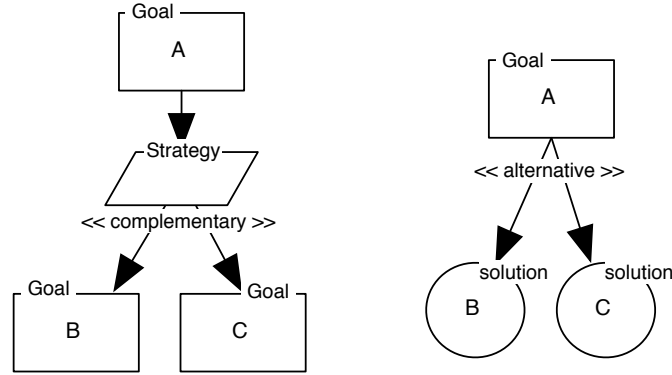 Goal
A
Strategy
<< complementary >>
Goal
B
Goal
C
Goal
A
<< alternative >>
solution
B
solution
C